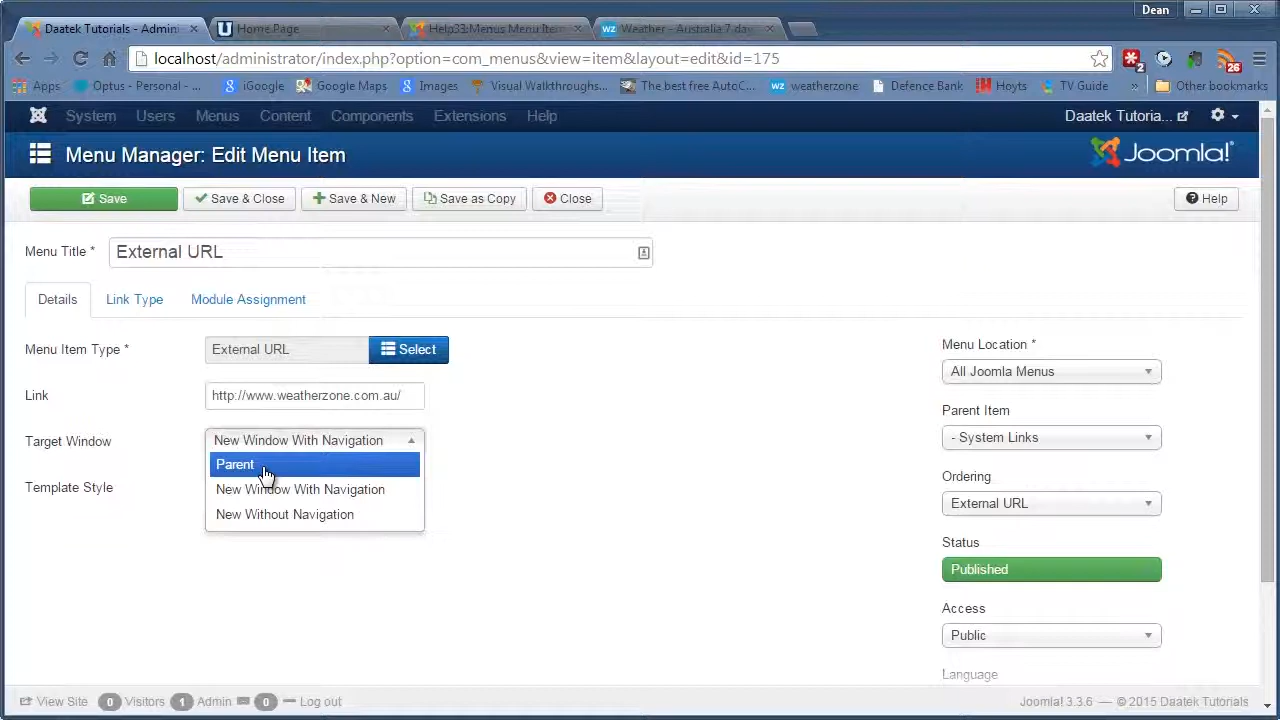 Dean
Daatek Tutorials - Admini
Home Page
Help33:Menus Menu Item
Weather - Australia 7 day
localhost/administrator/index.php?option=com_menus&view=item&layout=edit&id=175
2
26
Apps
Optus - Personal - ...
iGoogle
Google Maps
Images
Visual Walkthroughs...
The best free AutoC...
weatherzone
Defence Bank
Hoyts
TV Guide
»
Other bookmarks
System
Users
Menus
Content
Components
Extensions
Help
Daatek Tutoria...
Menu Manager: Edit Menu Item
Joomla!
Save
Save & Close
Save & New
Save as Copy
Close
Help
Menu Title *
External URL
Details
Link Type
Module Assignment
Menu Item Type *
External URL
Select
Link
http://www.weatherzone.com.au/
Target Window
New Window With Navigation
Parent
New Window With Navigation
New Without Navigation
Template Style
Menu Location *
All Joomla Menus
Parent Item
- System Links
Ordering
External URL
Status
Published
Access
Public
Language
View Site
0 Visitors
1 Admin
0
Log out
Joomla! 3.3.6 — © 2015 Daatek Tutorials